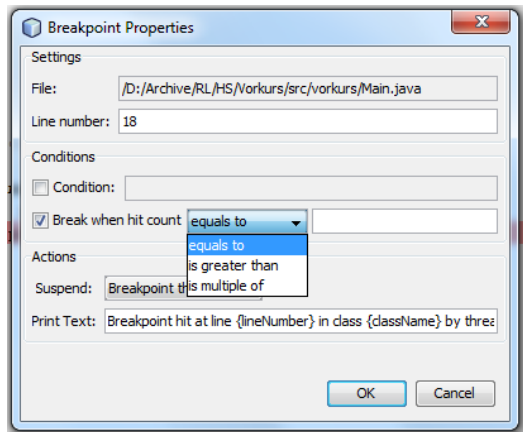 Breakpoint Properties
Settings
File: /D:/Archive/RL/HS/Vorkurs/src/vorkurs/Main.java
Line number: 18
Conditions
Condition:
Break when hit count equals to
equals to
is greater than
is multiple of
Actions
Suspend: Breakpoint th
Print Text: Breakpoint hit at line {lineNumber} in class {className} by threa
OK Cancel